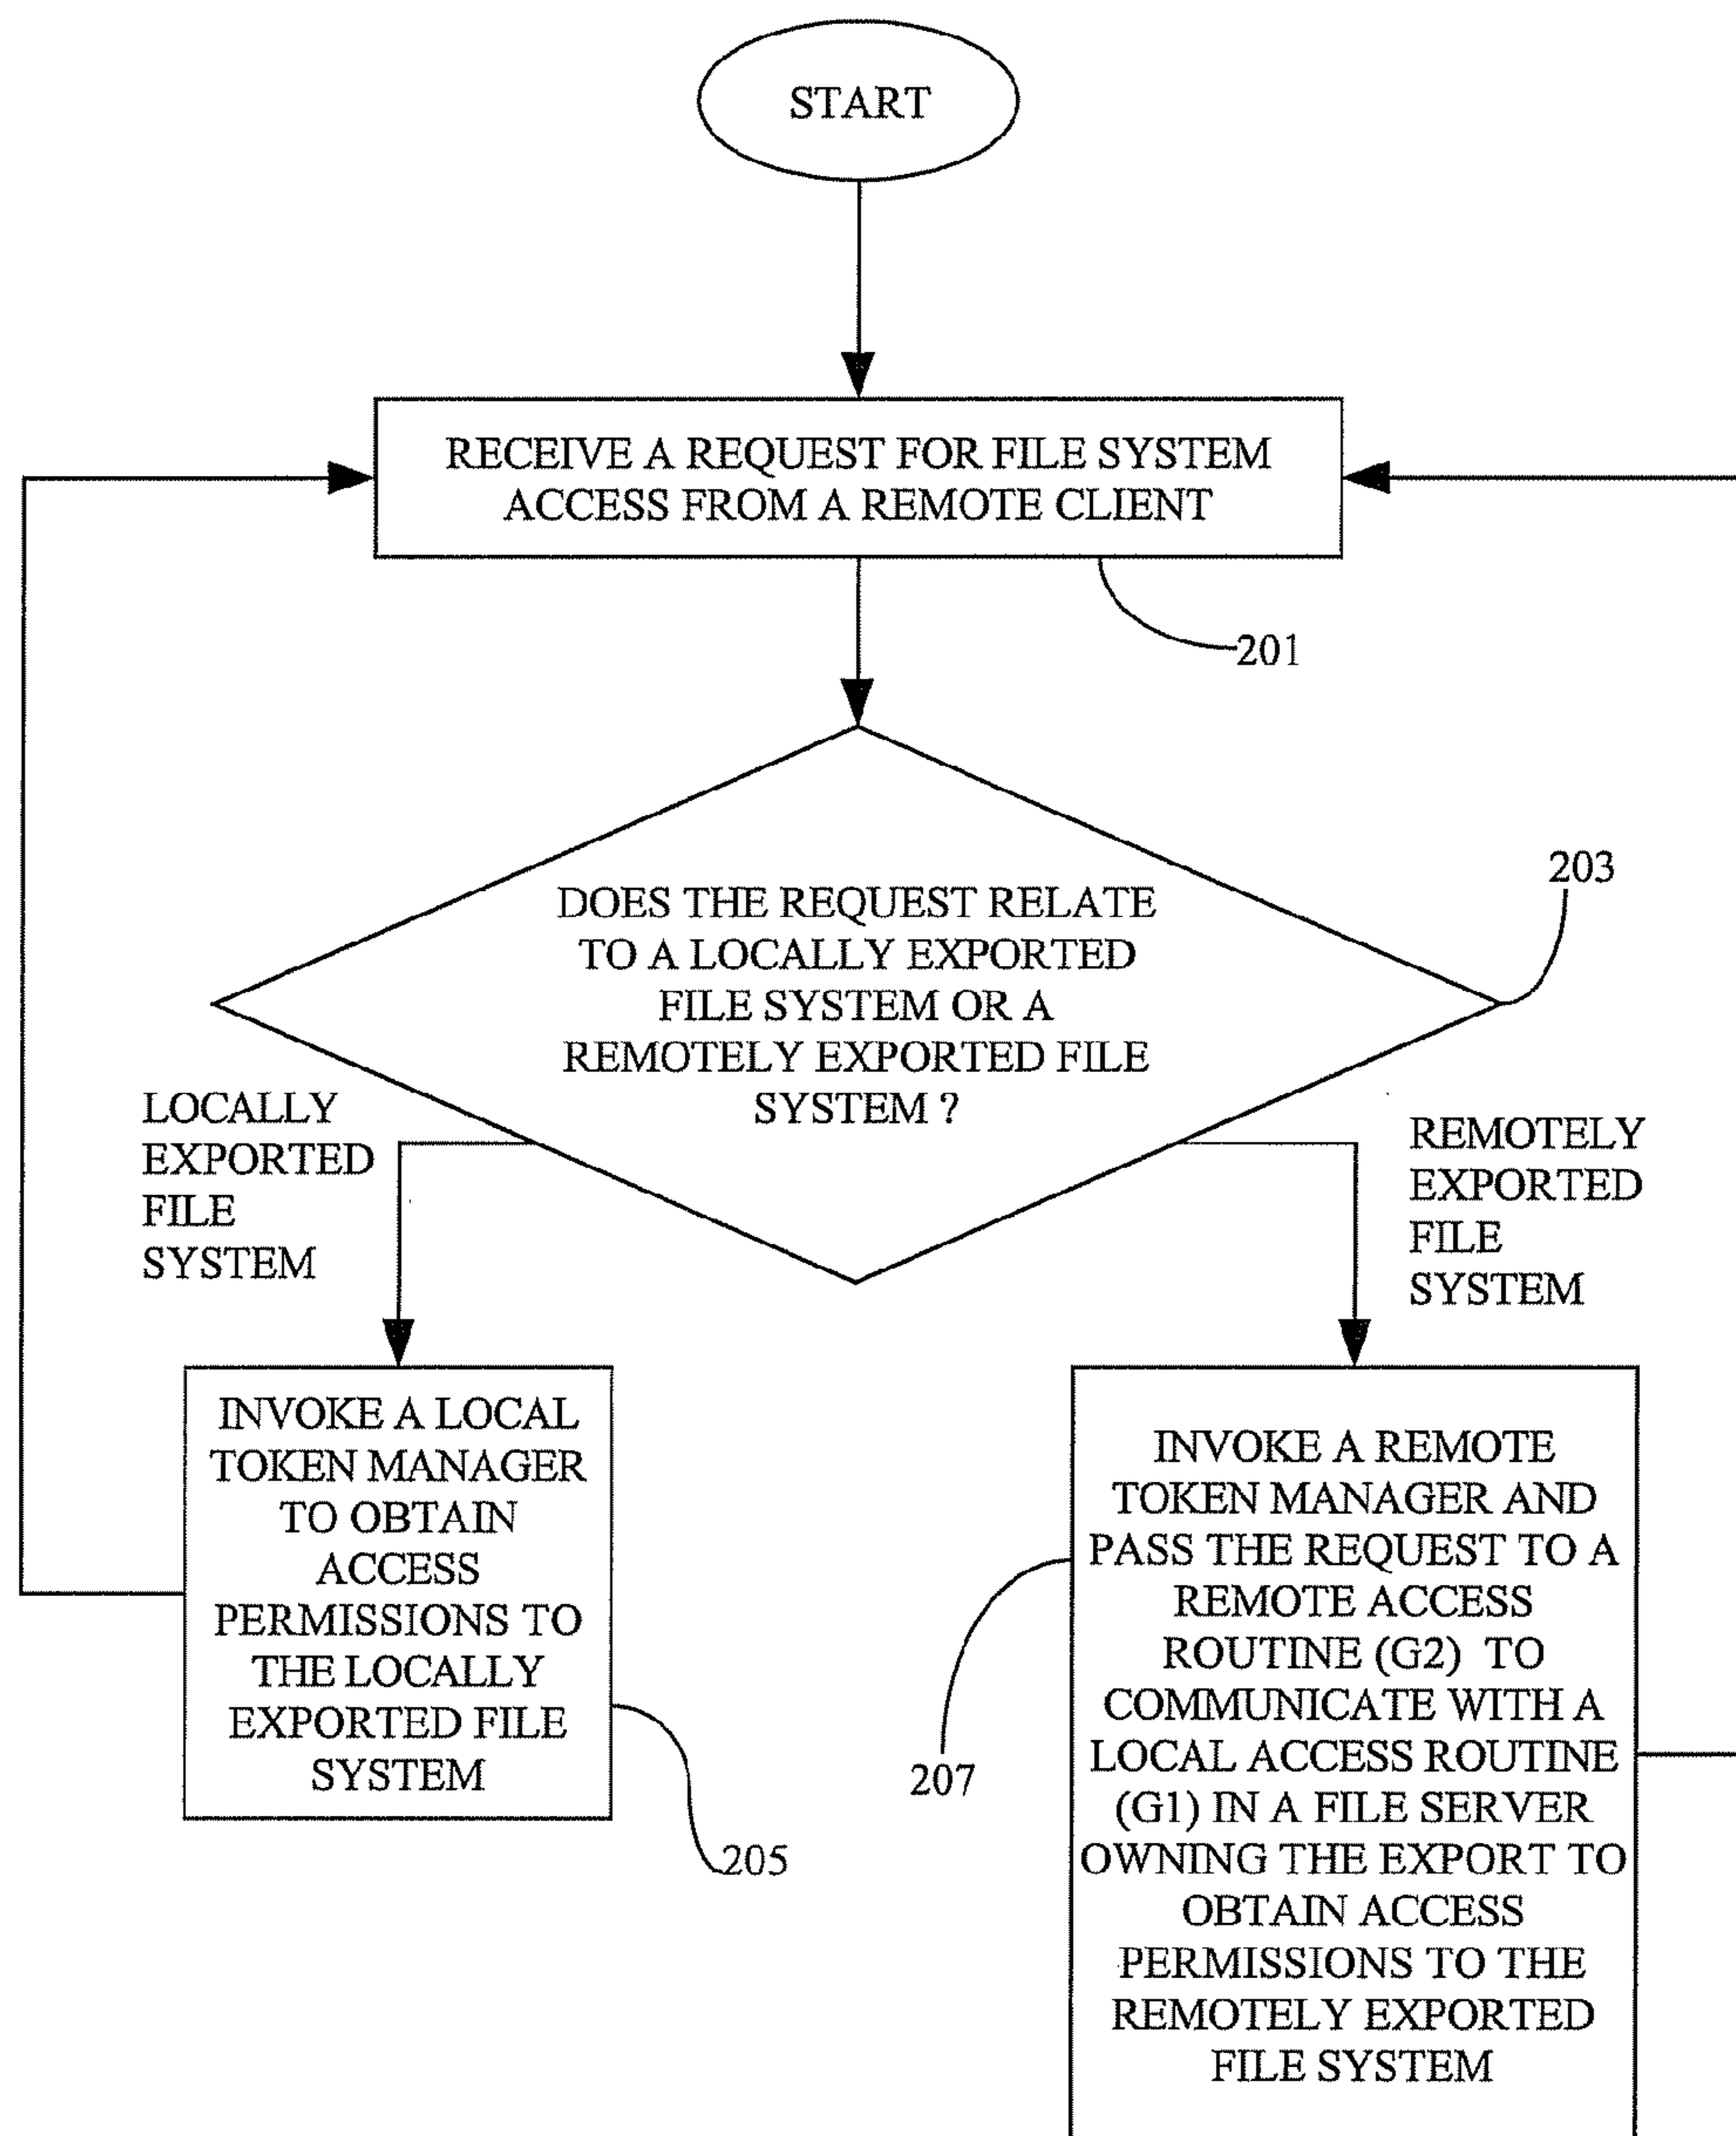 START
RECEIVE A REQUEST FOR FILE SYSTEM
ACCESS FROM A REMOTE CLIENT
201
203
DOES THE REQUEST RELATE
TO A LOCALLY EXPORTED
FILE SYSTEM OR A
REMOTELY EXPORTED FILE
SYSTEM ?
LOCALLY
EXPORTED
FILE
SYSTEM
REMOTELY
EXPORTED
FILE
SYSTEM
INVOKE A LOCAL
TOKEN MANAGER
TO OBTAIN
ACCESS
PERMISSIONS TO
THE LOCALLY
EXPORTED FILE
SYSTEM
205
INVOKE A REMOTE
TOKEN MANAGER AND
PASS THE REQUEST TO A
REMOTE ACCESS
ROUTINE (G2) TO
COMMUNICATE WITH A
LOCAL ACCESS ROUTINE
(G1) IN A FILE SERVER
OWNING THE EXPORT TO
OBTAIN ACCESS
PERMISSIONS TO THE
REMOTELY EXPORTED
FILE SYSTEM
207